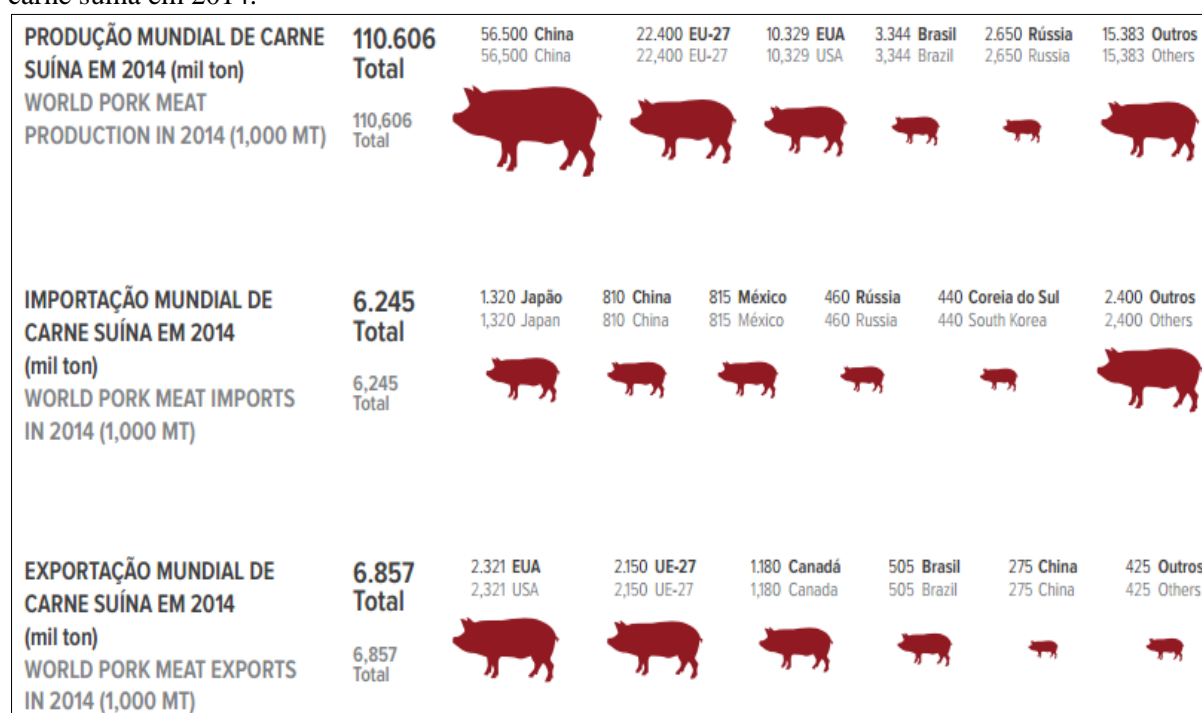 carne suína em 2014.
PRODUÇÃO MUNDIAL DE CARNE
SUÍNA EM 2014 (mil ton)
WORLD PORK MEAT
PRODUCTION IN 2014 (1,000 MT)
110.606
Total
110,606
Total
56.500 China
56,500 China
22.400 EU-27
22,400 EU-27
10.329 EUA
10,329 USA
3.344 Brasil
3,344 Brazil
2.650 Rússia
2,650 Russia
15.383 Outros
15,383 Others
IMPORTAÇÃO MUNDIAL DE
CARNE SUÍNA EM 2014
(mil ton)
WORLD PORK MEAT IMPORTS
IN 2014 (1,000 MT)
6.245
Total
6,245
Total
1.320 Japão
1,320 Japan
810 China
810 China
815 México
815 México
460 Rússia
460 Russia
440 Coreia do Sul
440 South Korea
2.400 Outros
2,400 Others
EXPORTAÇÃO MUNDIAL DE
CARNE SUÍNA EM 2014
(mil ton)
WORLD PORK MEAT EXPORTS
IN 2014 (1,000 MT)
6.857
Total
6,857
Total
2.321 EUA
2,321 USA
2.150 UE-27
2,150 UE-27
1.180 Canadá
1,180 Canada
505 Brasil
505 Brazil
275 China
275 China
425 Outros
425 Others